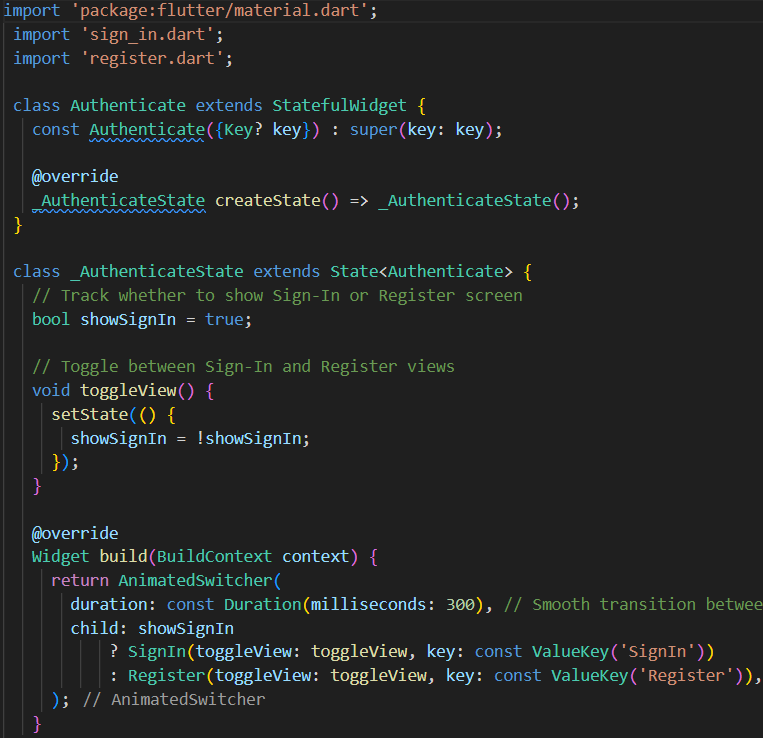 import 'package:flutter/material.dart';
import 'sign_in.dart';
import 'register.dart';

class Authenticate extends StatefulWidget {
  const Authenticate({Key? key}) : super(key: key);

  @override
  _AuthenticateState createState() => _AuthenticateState();
}

class _AuthenticateState extends State<Authenticate> {
  // Track whether to show Sign-In or Register screen
  bool showSignIn = true;

  // Toggle between Sign-In and Register views
  void toggleView() {
    setState(() {
      showSignIn = !showSignIn;
    });
  }

  @override
  Widget build(BuildContext context) {
    return AnimatedSwitcher(
      duration: const Duration(milliseconds: 300), // Smooth transition betwee
      child: showSignIn
          ? SignIn(toggleView: toggleView, key: const ValueKey('SignIn'))
          : Register(toggleView: toggleView, key: const ValueKey('Register')),
    ); // AnimatedSwitcher
  }